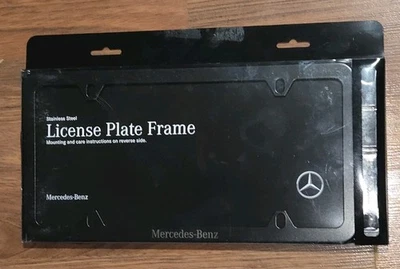 Stainless Steel
License Plate Frame
Mounting and care instructions on reverse side.
Mercedes-Benz
Mercedes-Benz